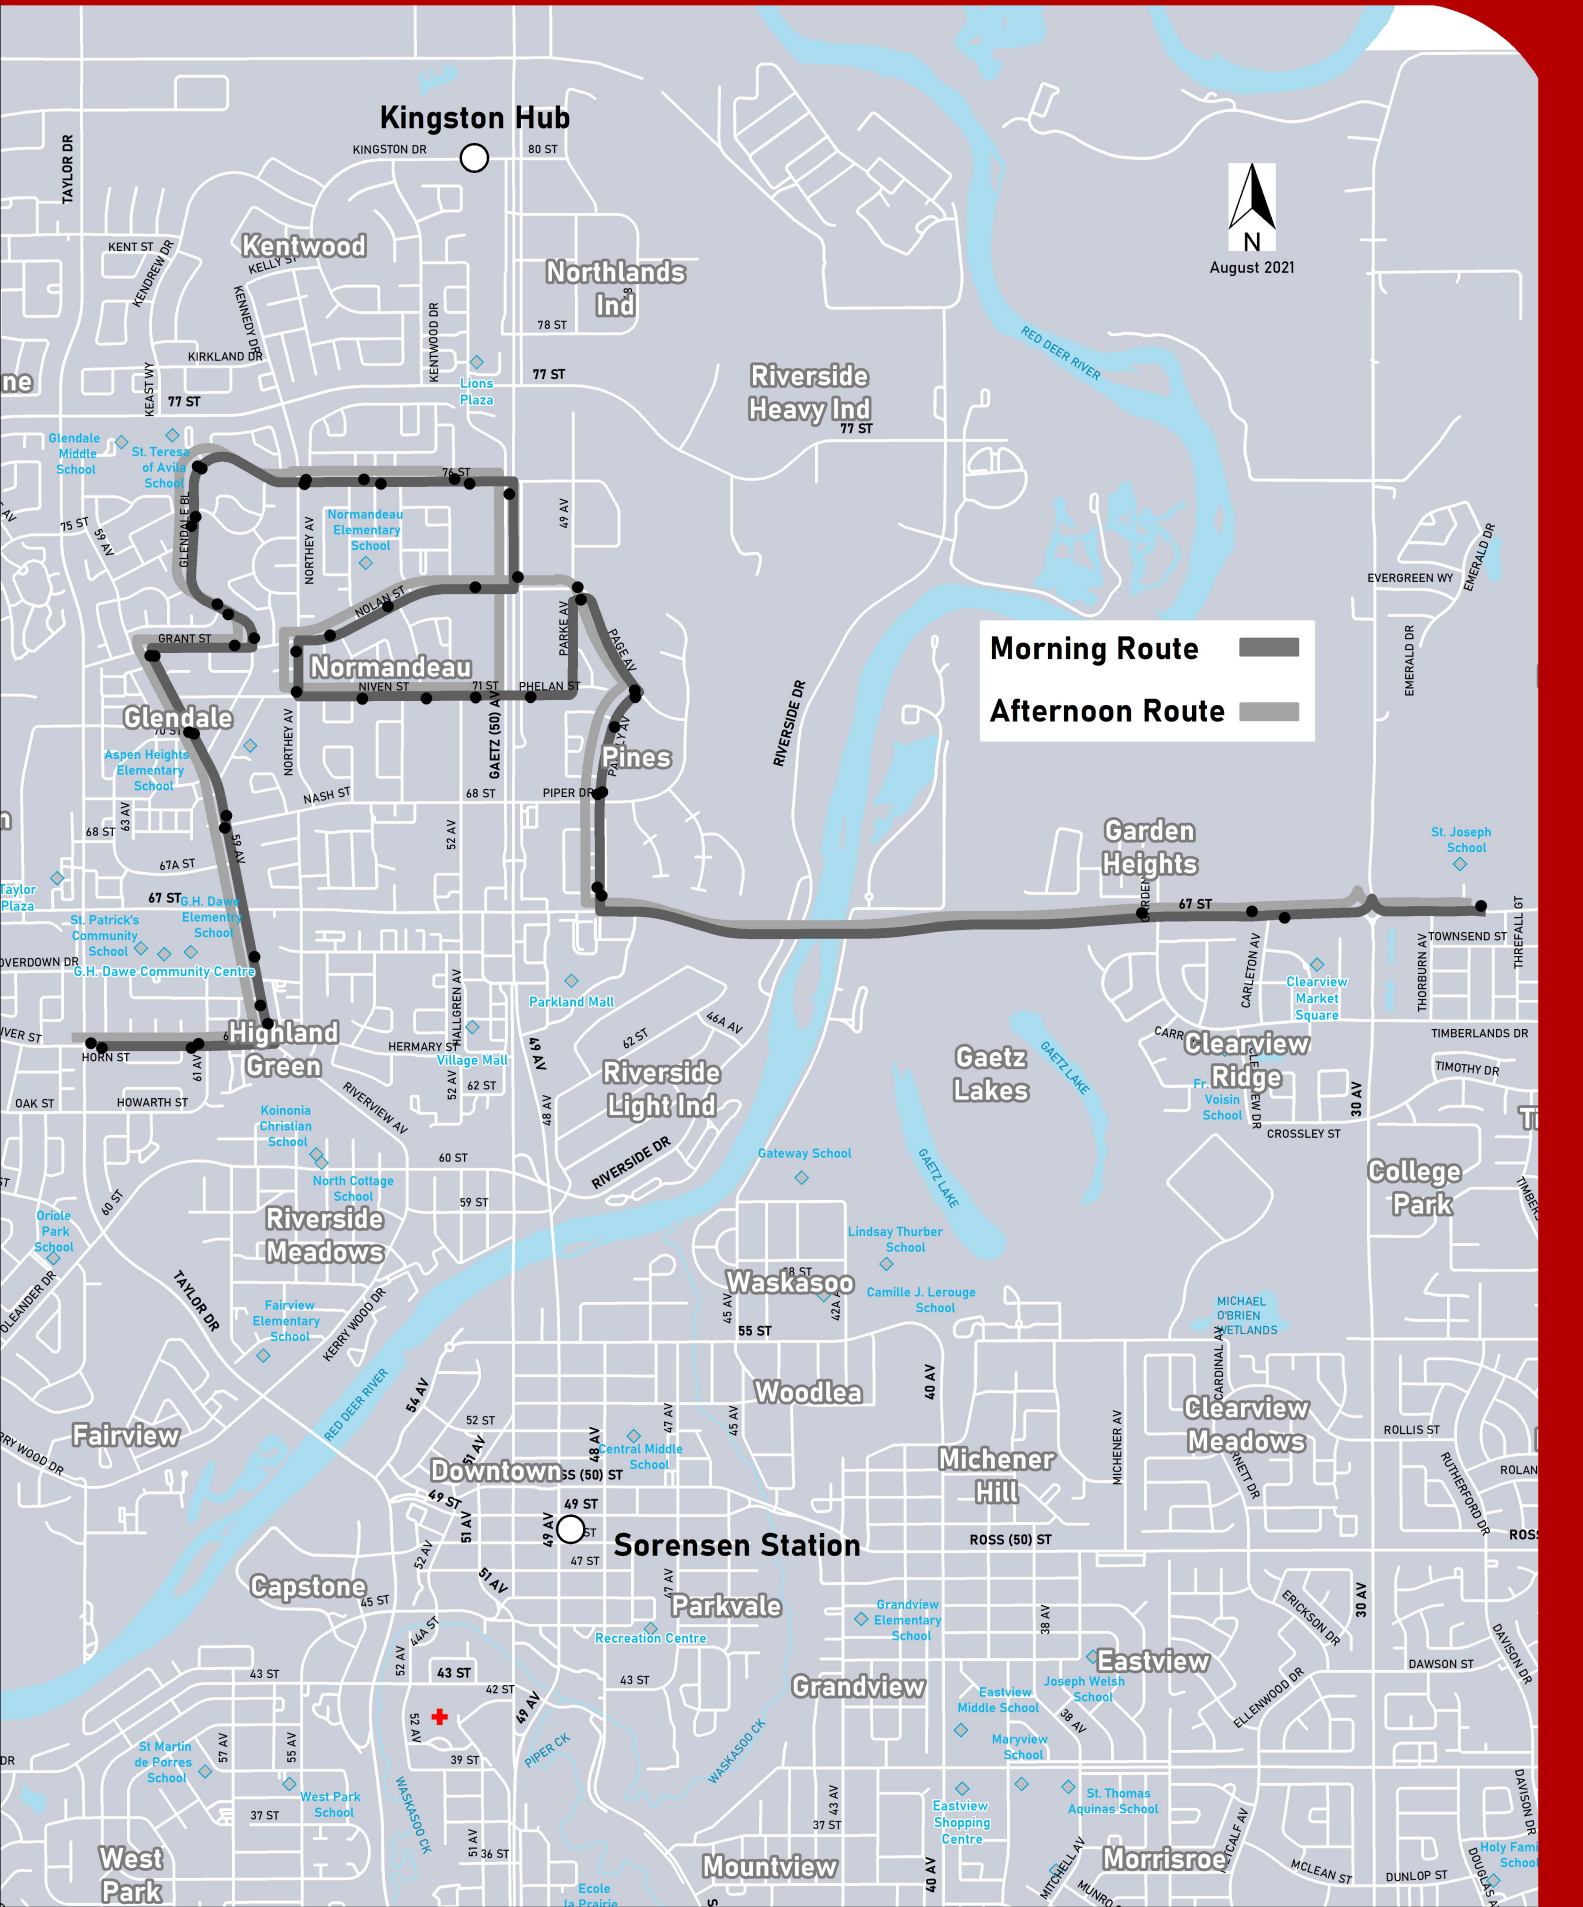 Kingston Hub
TAYLOR DR
KINGSTON DR
80 ST
N
August 2021
KENT ST
KENDREW DR
Kentwood
KELLY ST
KENNEDY DR
Northlands
Ind
78 ST
KENTWOOD DR
KIRKLAND DR
KEAST WY
77 ST
Lions
Plaza
77 ST
Riverside
Heavy Ind
77 ST
RED DEER RIVER
Glendale
Middle
School
St. Teresa
of Avila
School
76 ST
GLENDALE BL
75 ST
59 AV
NORTHEY AV
Normandeau
Elementary
School
49 AV
EVERGREEN WY
EMERALD DR
EMERALD DR
NOLAN ST
GRANT ST
PARKE AV
PAGE AV
Normandeau
NIVEN ST
71 ST
PHELAN ST
Morning Route
Afternoon Route
Glendale
70 ST
NORTHEY AV
GAETZ (50) AV
RIVERSIDE DR
Aspen Heights
Elementary
School
Pines
NASH ST
68 ST
PIPER DR
63 AV
68 ST
59 AV
52 AV
67A ST
Garden
Heights
St. Joseph
School
Taylor
Plaza
67 ST
G.H. Dawe
Elementry
School
St. Patrick's
Community
School
67 ST
THREFALL GT
TOWNSEND ST
OVERDOWN DR
G.H. Dawe Community Centre
CARLETON AV
THORBURN AV
Clearview
Market
Square
Parkland Mall
HALLGREN AV
46A AV
62 ST
Highland
Green
HORN ST
61 AV
HERMARY ST
Village Mall
49 AV
TIMBERLANDS DR
Clearview
Ridge
Gaetz
Lakes
GAETZ LAKE
TIMOTHY DR
Riverside
Light Ind
52 AV
62 ST
48 AV
OAK ST
HOWARTH ST
RIVERVIEW AV
Voisin
School
30 AV
CROSSLEY ST
Koinonia
Christian
School
RIVERSIDE DR
Gateway School
GAETZ LAKE
College
Park
60 ST
North Cottage
School
60 ST
59 ST
Oriole
Park
School
Riverside
Meadows
Lindsay Thurber
School
Waskasoo
Camille J. Lerouge
School
OLEANDER DR
TAYLOR DR
Fairview
Elementary
School
KERRY WOOD DR
45 AV
55 ST
MICHAEL
O'BRIEN
WETLANDS
CARDINAL AV
RED DEER RIVER
54 AV
40 AV
Woodlea
Fairview
52 ST
51 AV
48 AV
47 AV
45 AV
Central Middle
School
MICHENER AV
Clearview
Meadows
ROLLIS ST
RUTHERFORD DR
Downtown
Michener
Hill
49 ST
49 ST
51 AV
49 AV
Sorensen Station
47 ST
ROSS (50) ST
52 AV
51 AV
47 AV
Capstone
45 ST
Parkvale
Recreation Centre
44A ST
Grandview
Elementary
School
38 AV
ERICKSON DR
30 AV
52 AV
43 ST
43 ST
43 ST
42 ST
49 AV
Grandview
Eastview
Joseph Welsh
School
DAWSON ST
DAVISON DR
ELLENWOOD DR
Eastview
Middle School
38 AV
52 AV
39 ST
PIPER CK
WASKASOO CK
St Martin
de Porres
School
57 AV
55 AV
West Park
School
37 ST
WASKASOO CK
Maryview
School
St. Thomas
Aquinas School
Eastview
Shopping
Centre
43 AV
37 ST
51 AV
36 ST
DAVISON DR
West
Park
Mountview
40 AV
MITCHELL AV
Morrisroe
MCLEAN ST
DUNLOP ST
Ecole
la Prairie